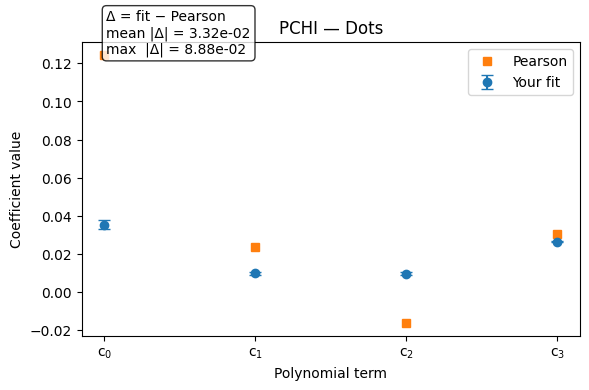 Δ = fit − Pearson
mean |Δ| = 3.32e-02
max  |Δ| = 8.88e-02
PCHI — Dots
Pearson
Your fit
Coefficient value
0.12
0.10
0.08
0.06
0.04
0.02
0.00
−0.02
c₀ c₁ c₂ c₃
Polynomial term